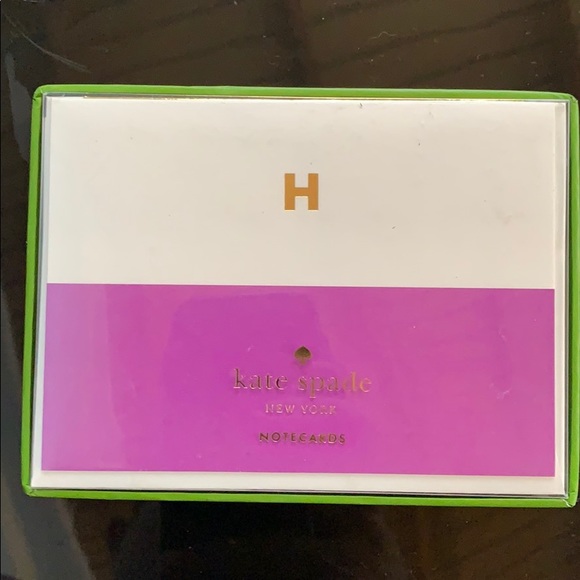 H
kate spade
NEW YORK
NOTECARDS